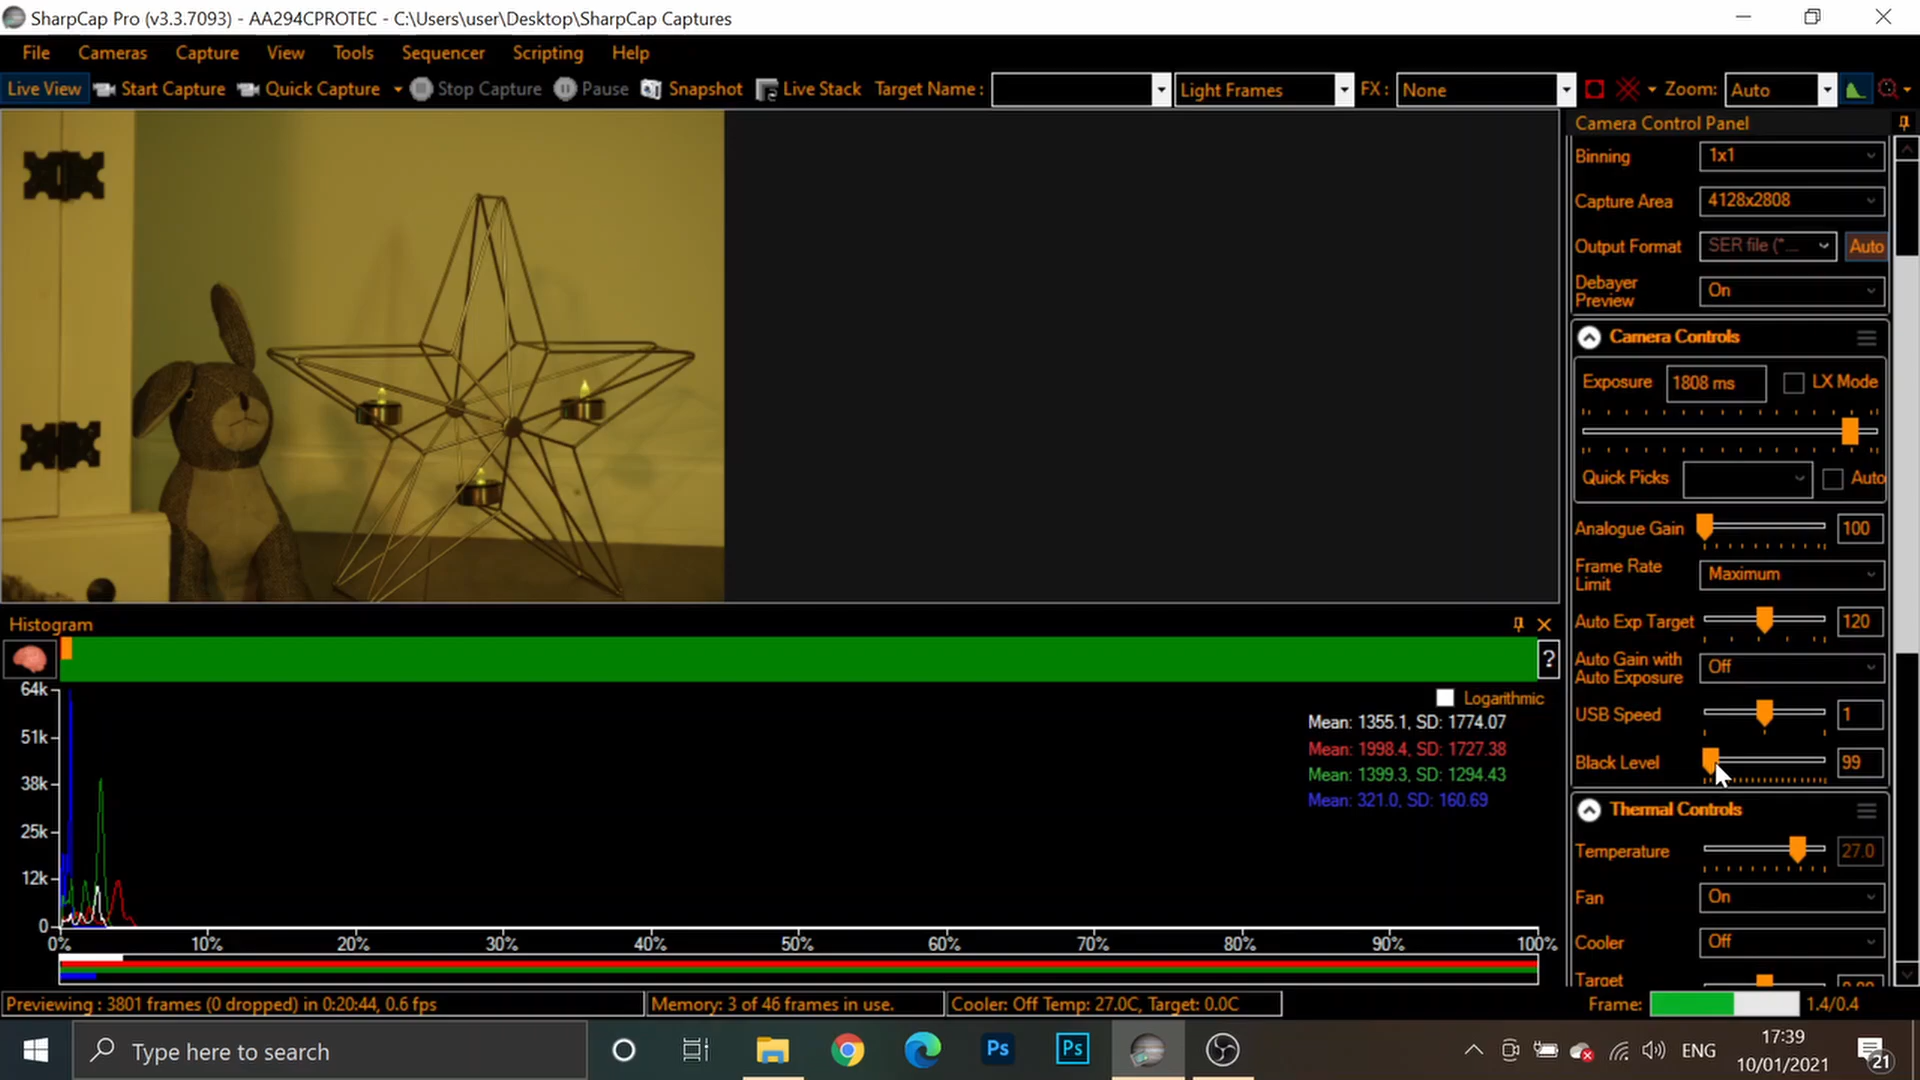 SharpCap Pro (v3.3.7093) - AA294CPROTEC - C:\Users\user\Desktop\SharpCap Captures
File Cameras Capture View Tools Sequencer Scripting Help
Live View Start Capture Quick Capture Stop Capture Pause Snapshot Live Stack Target Name : Light Frames FX : None Zoom: Auto
Camera Control Panel
Binning 1x1
Capture Area 4128x2808
Output Format SER file (*... Auto
Debayer
Preview On
Camera Controls
Exposure 1808 ms LX Mode
Quick Picks Auto
Analogue Gain 100
Frame Rate
Limit Maximum
Auto Exp Target 120
Auto Gain with
Auto Exposure Off
USB Speed 1
Black Level 99
Thermal Controls
Temperature 27.0
Fan On
Cooler Off
Target
Histogram
?
64k
51k
38k
25k
12k
0
Logarithmic
Mean: 1355.1, SD: 1774.07
Mean: 1998.4, SD: 1727.38
Mean: 1399.3, SD: 1294.43
Mean: 321.0, SD: 160.69
0% 10% 20% 30% 40% 50% 60% 70% 80% 90% 100%
Previewing : 3801 frames (0 dropped) in 0:20:44, 0.6 fps Memory: 3 of 46 frames in use. Cooler: Off Temp: 27.0C, Target: 0.0C Frame: 1.4/0.4
Type here to search Ps Ps ENG 17:39
10/01/2021 21